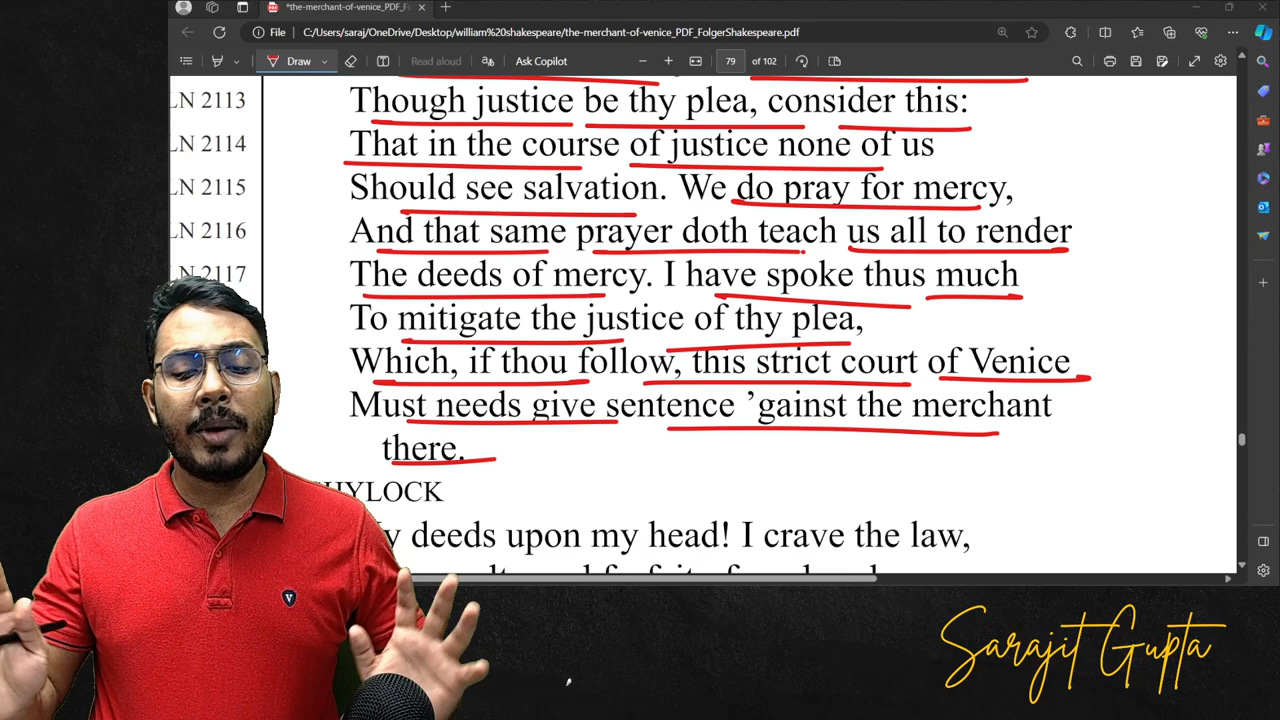 *the-merchant-of-venice_PDF_Fo
File C:/Users/saraj/OneDrive/Desktop/william%20shakespeare/the-merchant-of-venice_PDF_FolgerShakespeare.pdf
Draw Read aloud Ask Copilot 79 of 102
LN 2113 Though justice be thy plea, consider this:
LN 2114 That in the course of justice none of us
LN 2115 Should see salvation. We do pray for mercy,
LN 2116 And that same prayer doth teach us all to render
LN 2117 The deeds of mercy. I have spoke thus much
To mitigate the justice of thy plea,
Which, if thou follow, this strict court of Venice
Must needs give sentence ’gainst the merchant
there.
HYLOCK
y deeds upon my head! I crave the law,
Sarajit Gupta